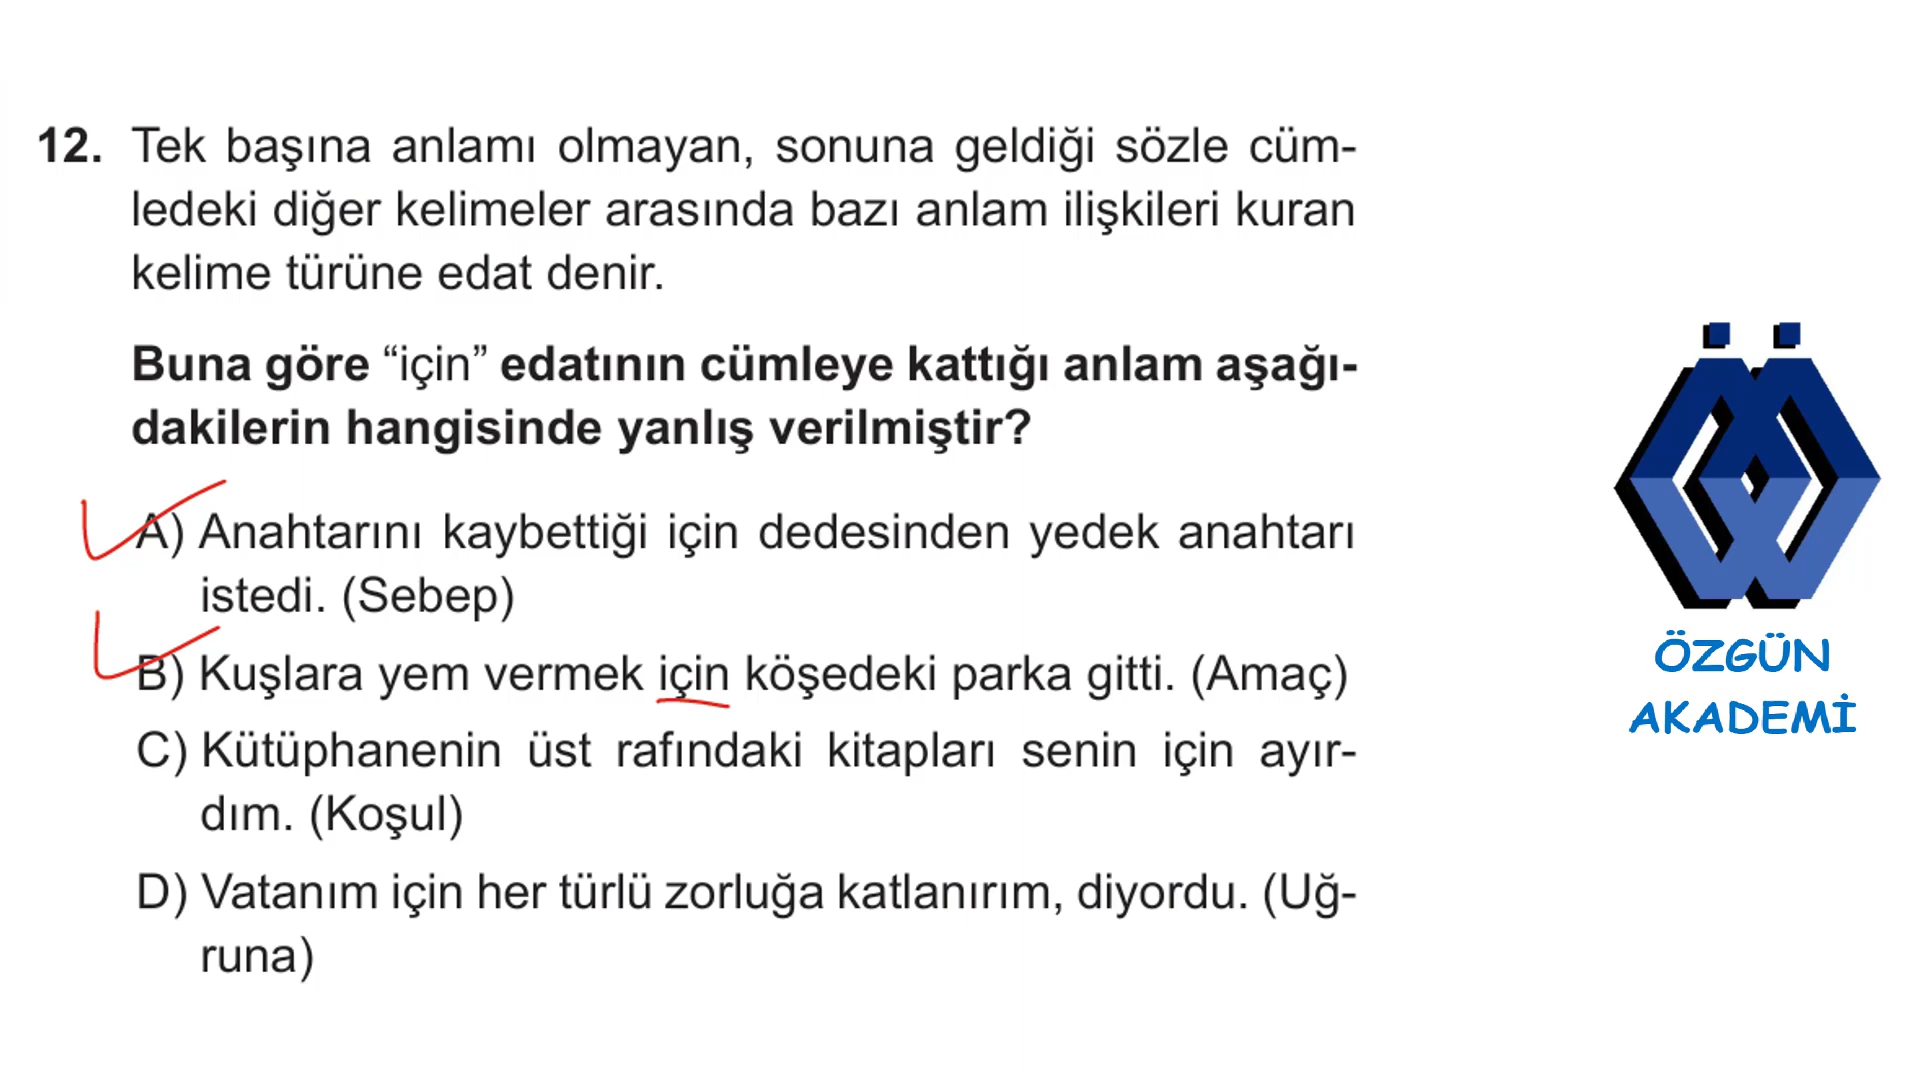 12. Tek başına anlamı olmayan, sonuna geldiği sözle cüm-
ledeki diğer kelimeler arasında bazı anlam ilişkileri kuran
kelime türüne edat denir.
Buna göre “için” edatının cümleye kattığı anlam aşağı-
dakilerin hangisinde yanlış verilmiştir?
A) Anahtarını kaybettiği için dedesinden yedek anahtarı
istedi. (Sebep)
B) Kuşlara yem vermek için köşedeki parka gitti. (Amaç)
C) Kütüphanenin üst rafındaki kitapları senin için ayır-
dım. (Koşul)
D) Vatanım için her türlü zorluğa katlanırım, diyordu. (Uğ-
runa)
ÖZGÜN
AKADEMİ